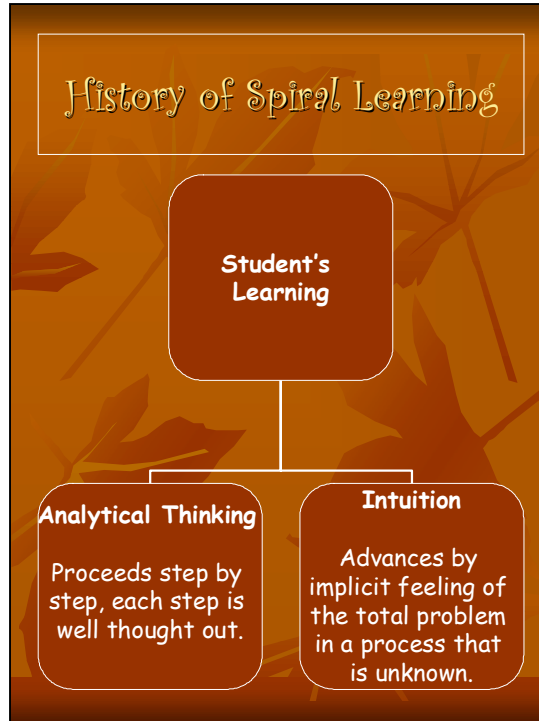 History of Spiral Learning
Student's
Learning
Analytical Thinking
Proceeds step by
step, each step is
well thought out.
Intuition
Advances by
implicit feeling of
the total problem
in a process that
is unknown.